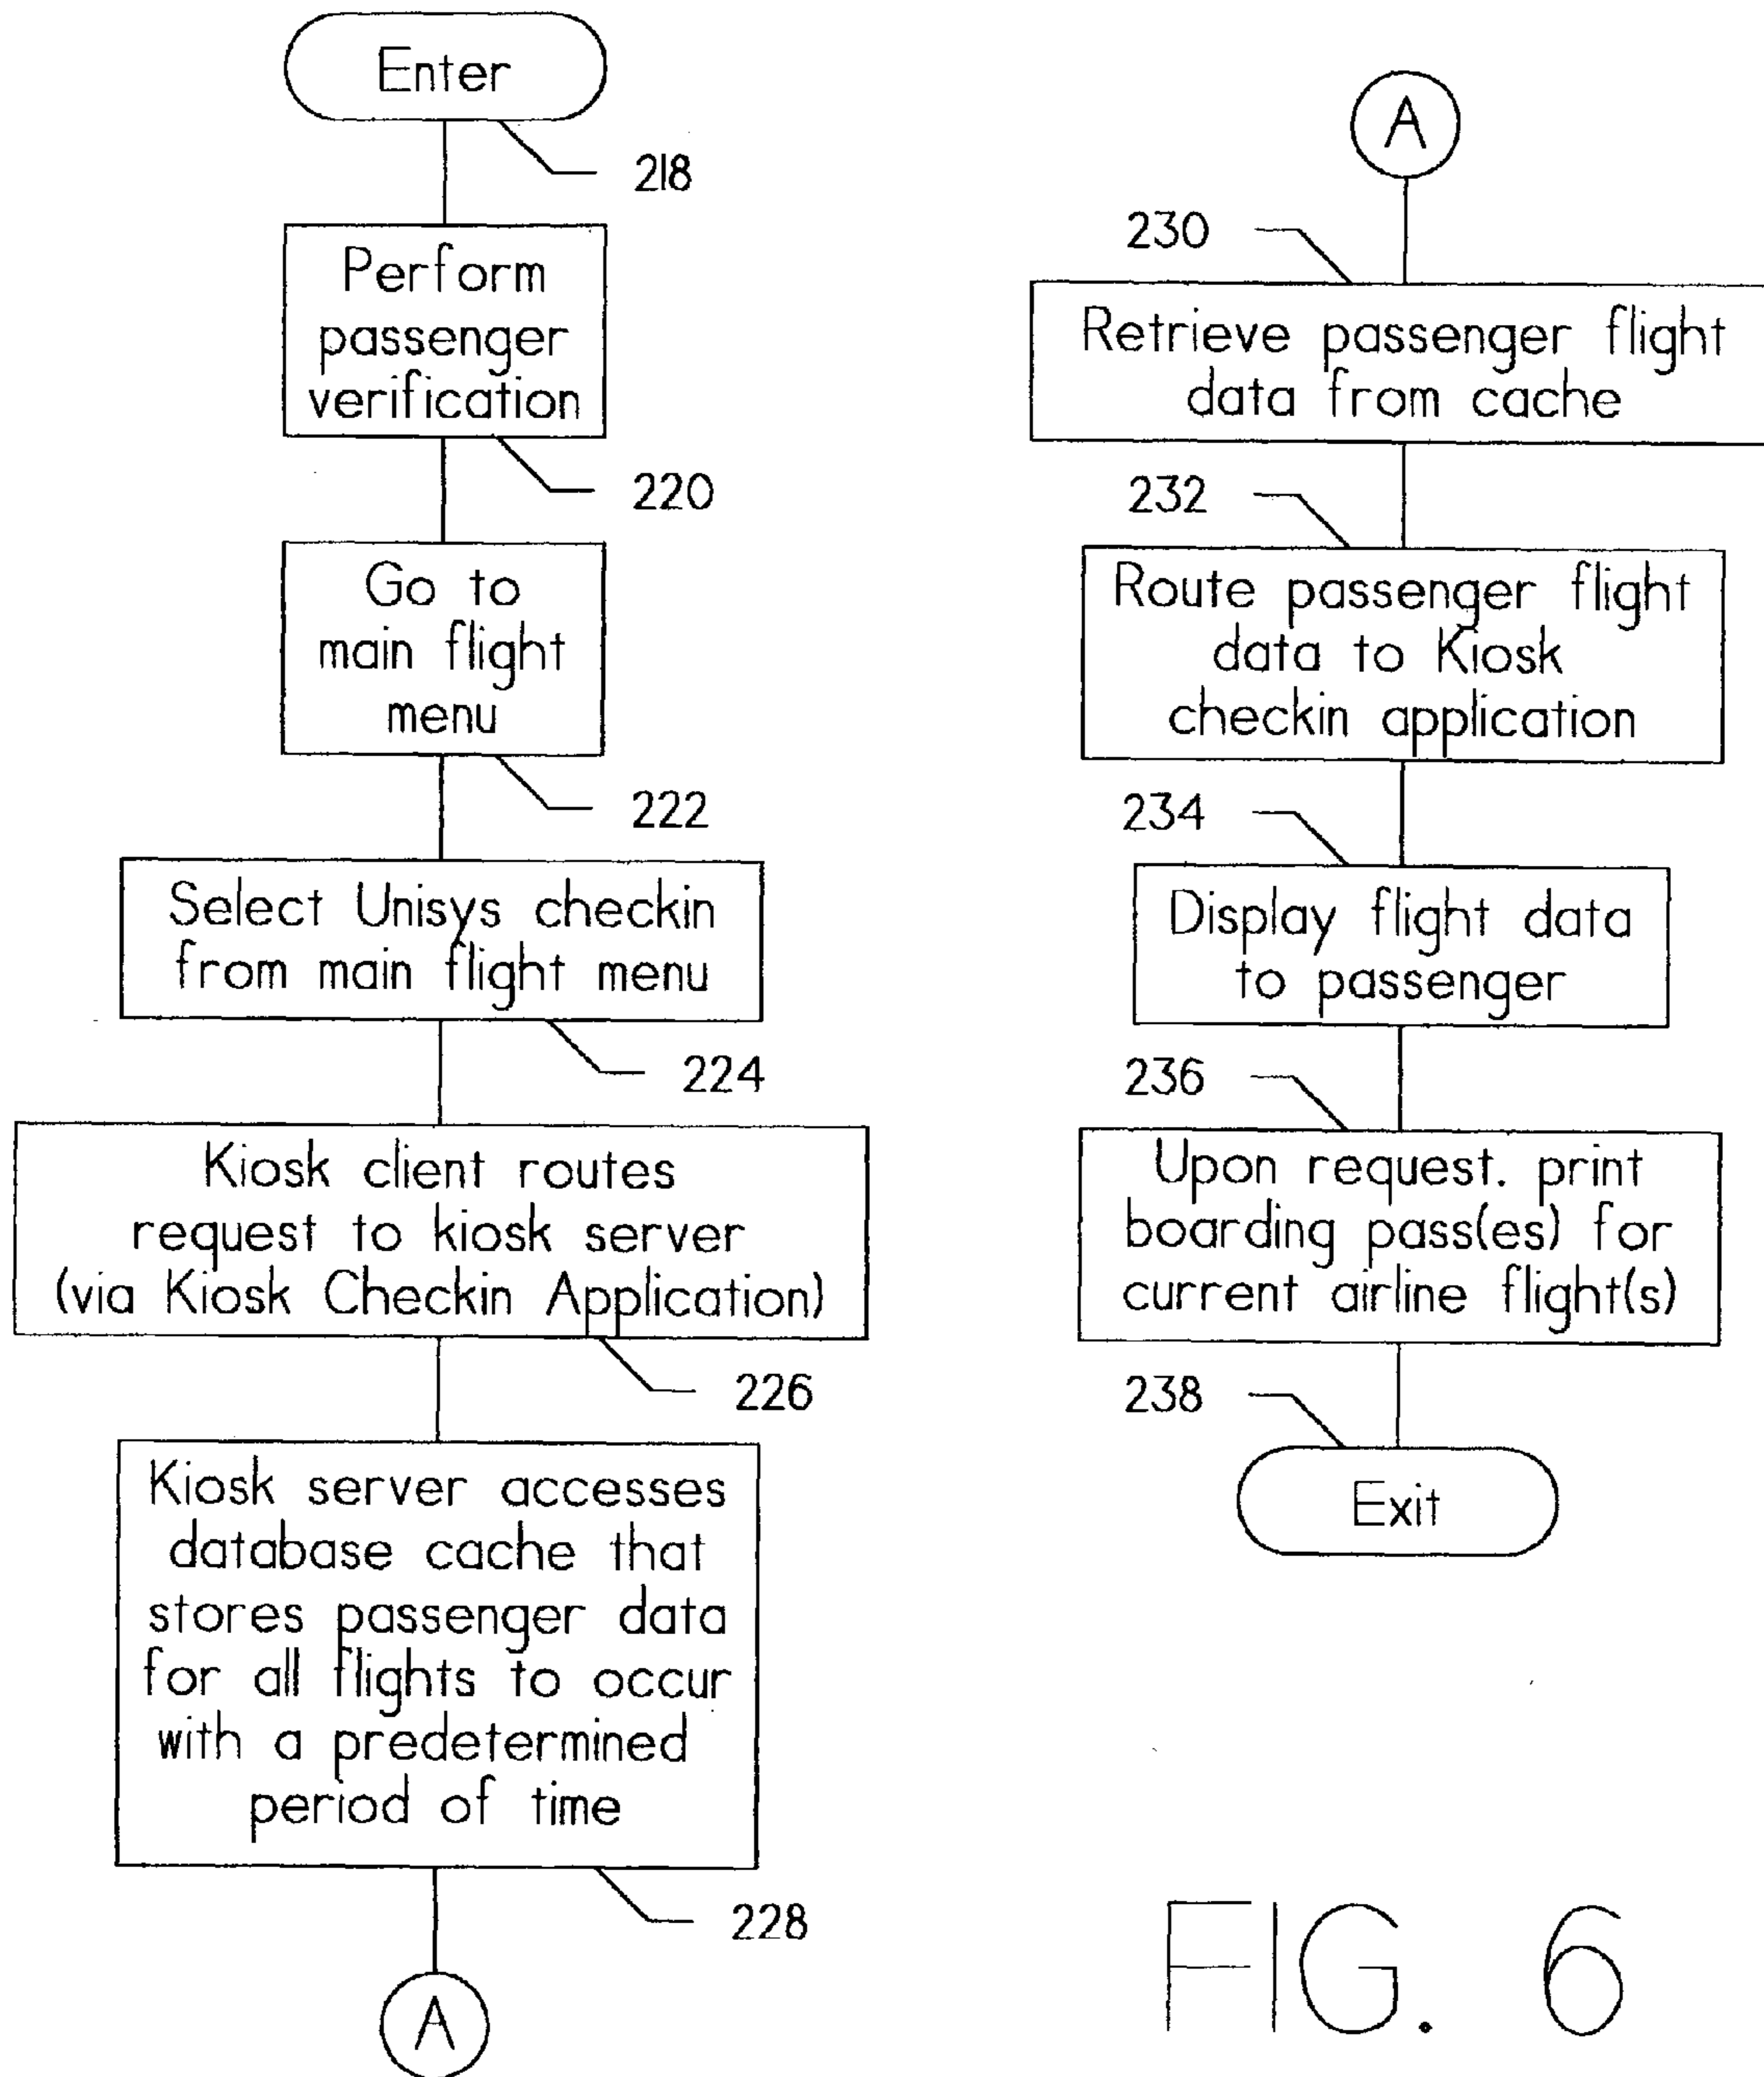 Enter
218
Perform
passenger
verification
220
Go to
main flight
menu
222
Select Unisys checkin
from main flight menu
224
Kiosk client routes
request to kiosk server
(via Kiosk Checkin Application)
226
Kiosk server accesses
database cache that
stores passenger data
for all flights to occur
with a predetermined
period of time
228
A
A
230
Retrieve passenger flight
data from cache
232
Route passenger flight
data to Kiosk
checkin application
234
Display flight data
to passenger
236
Upon request. print
boarding pass(es) for
current airline flight(s)
238
Exit
FIG. 6